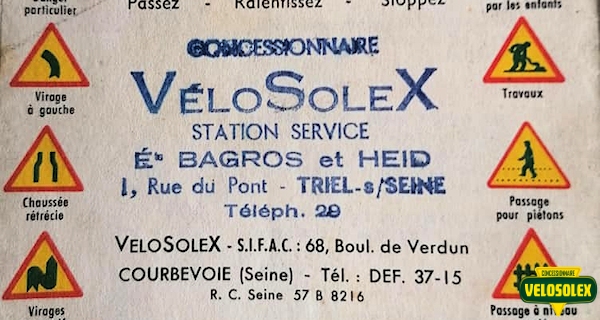 Danger
particulier
Passez - Ralentissez - Stoppez
par les enfants
CONCESSIONNAIRE
VÉLOSOLEX
STATION SERVICE
Éts BAGROS et HEID
1, Rue du Pont - TRIEL-s/SEINE
Téléph. 29
VELOSOLEX - S.I.F.A.C. : 68, Boul. de Verdun
COURBEVOIE (Seine) - Tél. : DEF. 37-15
R. C. Seine 57 B 8216
Virage
à gauche
Chaussée
rétrécie
Virages
Travaux
Passage
pour piétons
Passage à niveau
CONCESSIONNAIRE
VELOSOLEX